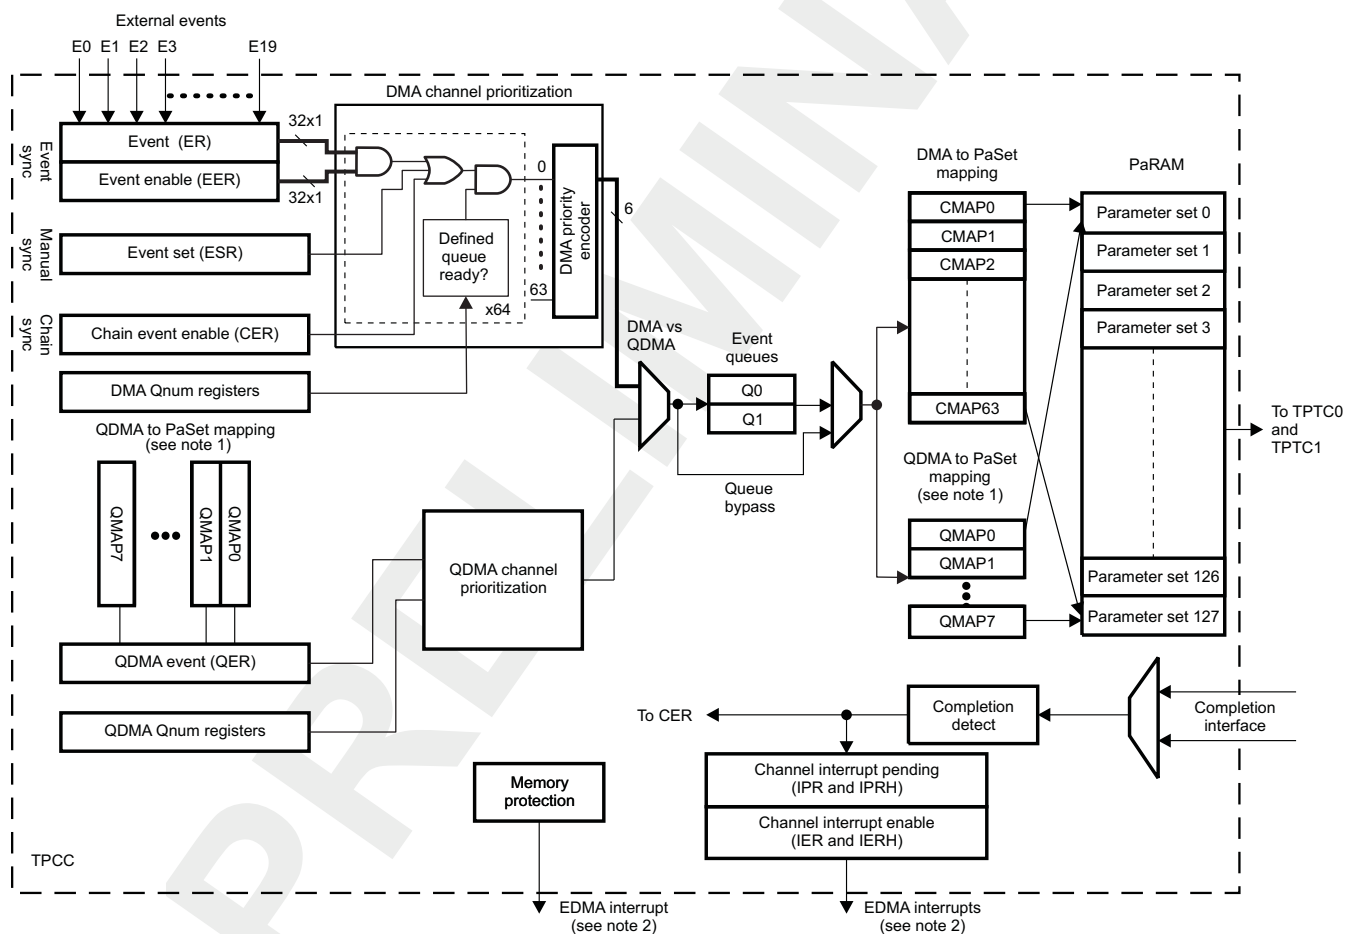 External events
E0
E1
E2
E3
E19
DMA channel prioritization
Event
sync
Event (ER)
Event enable (EER)
32x1
32x1
Manual
sync
Event set (ESR)
Chain
sync
Chain event enable (CER)
DMA Qnum registers
Defined
queue
ready?
x64
0
63
DMA priority
encoder
6
DMA vs
QDMA
Event
queues
Q0
Q1
Queue
bypass
DMA to PaSet
mapping
CMAP0
CMAP1
CMAP2
CMAP63
PaRAM
Parameter set 0
Parameter set 1
Parameter set 2
Parameter set 3
Parameter set 126
Parameter set 127
To TPTC0
and
TPTC1
QDMA to PaSet
mapping
(see note 1)
QMAP0
QMAP1
QMAP7
QDMA to PaSet mapping
(see note 1)
QMAP7
QMAP1
QMAP0
QDMA event (QER)
QDMA Qnum registers
QDMA channel
prioritization
To CER
Completion
detect
Completion
interface
Channel interrupt pending
(IPR and IPRH)
Channel interrupt enable
(IER and IERH)
Memory
protection
TPCC
EDMA interrupt
(see note 2)
EDMA interrupts
(see note 2)
PRELIMINA